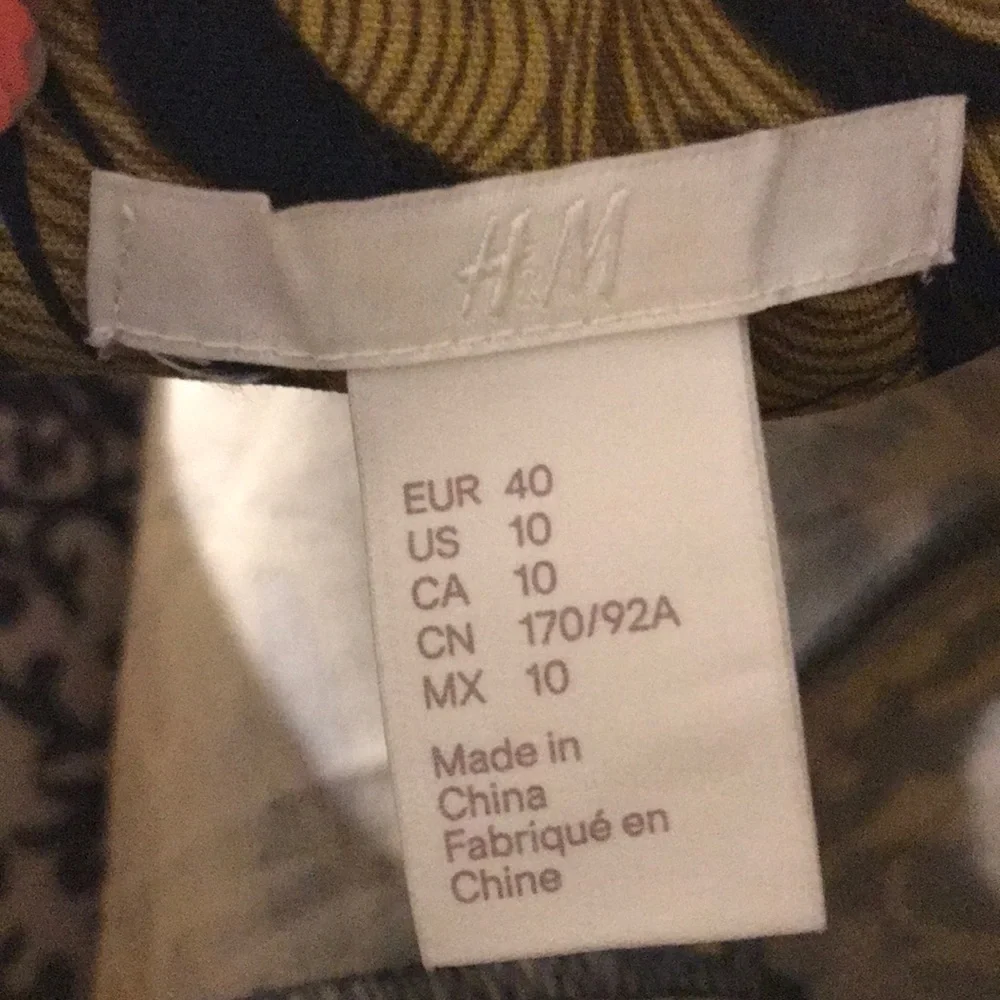 H&M
EUR 40
US 10
CA 10
CN 170/92A
MX 10
Made in
China
Fabriqué en
Chine